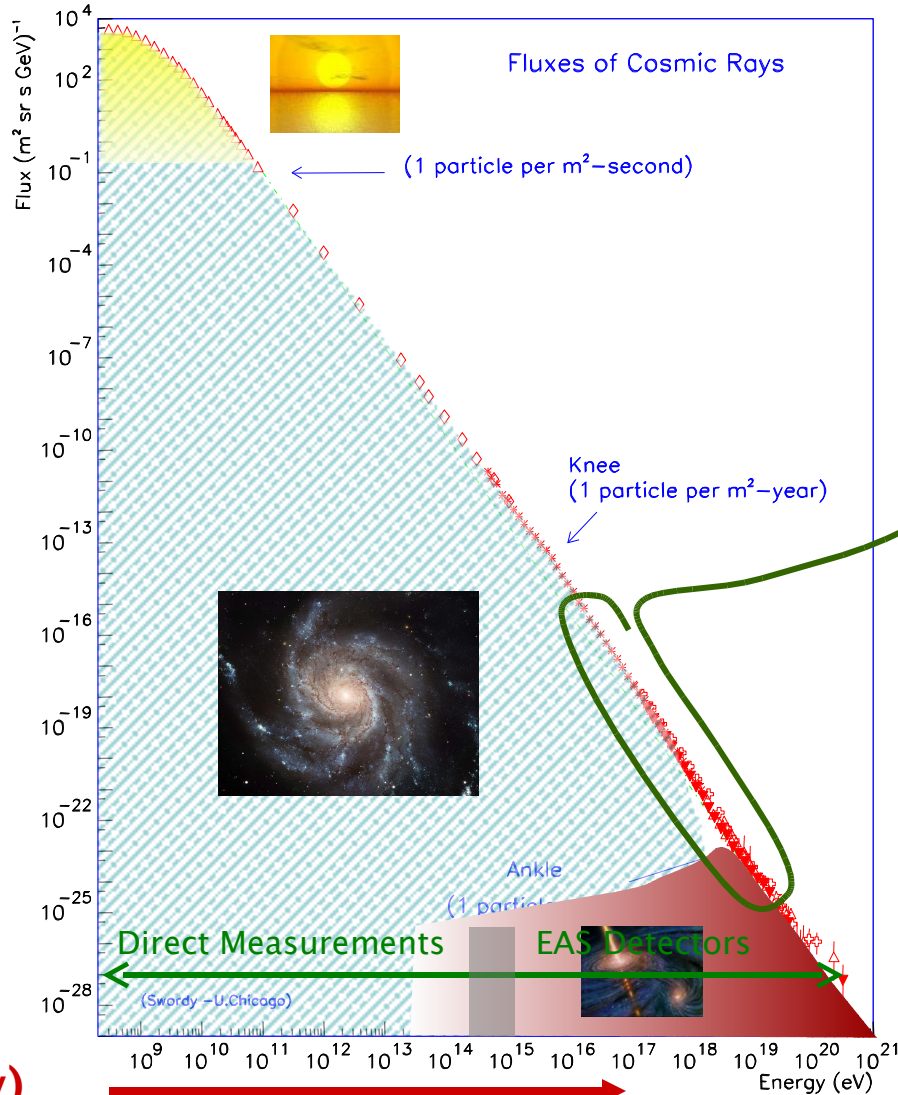 Fluxes of Cosmic Rays
Flux (m² sr s GeV)⁻¹
10⁴
10²
10⁻¹
10⁻⁴
10⁻⁷
10⁻¹⁰
10⁻¹³
10⁻¹⁶
10⁻¹⁹
10⁻²²
10⁻²⁵
10⁻²⁸
(1 particle per m²−second)
Knee
(1 particle per m²−year)
Ankle
(1 particle
Direct Measurements
EAS Detectors
(Swordy −U.Chicago)
10⁹ 10¹⁰ 10¹¹ 10¹² 10¹³ 10¹⁴ 10¹⁵ 10¹⁶ 10¹⁷ 10¹⁸ 10¹⁹ 10²⁰ 10²¹
Energy (eV)